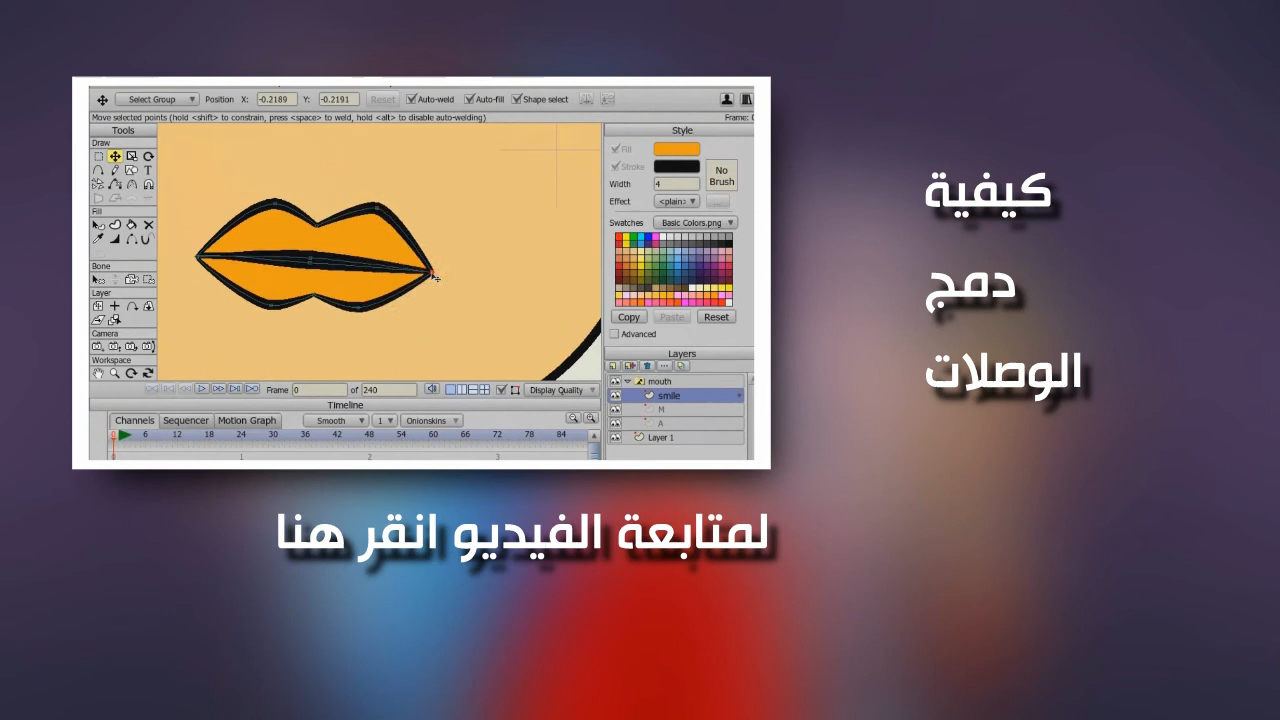 Select Group Position X: -0.2189 Y: -0.2191 Reset Auto-weld Auto-fill Shape select
Move selected points (hold <shift> to constrain, press <space> to weld, hold <alt> to disable auto-welding) Frame: 0
Tools
Draw
T
Fill
Bone
Layer
Camera
Workspace
Style
Fill
Stroke
No Brush
Width 4
Effect <plain> ...
Swatches Basic Colors.png
Copy Paste Reset
Advanced
Layers
mouth
smile
M
A
Layer 1
Frame 0 of 240 Display Quality
Timeline
Channels Sequencer Motion Graph Smooth 1 Onionskins
0 6 12 18 24 30 36 42 48 54 60 66 72 78 84
0 1 2 3
كيفية
دمج
الوصلات
لمتابعة الفيديو انقر هنا